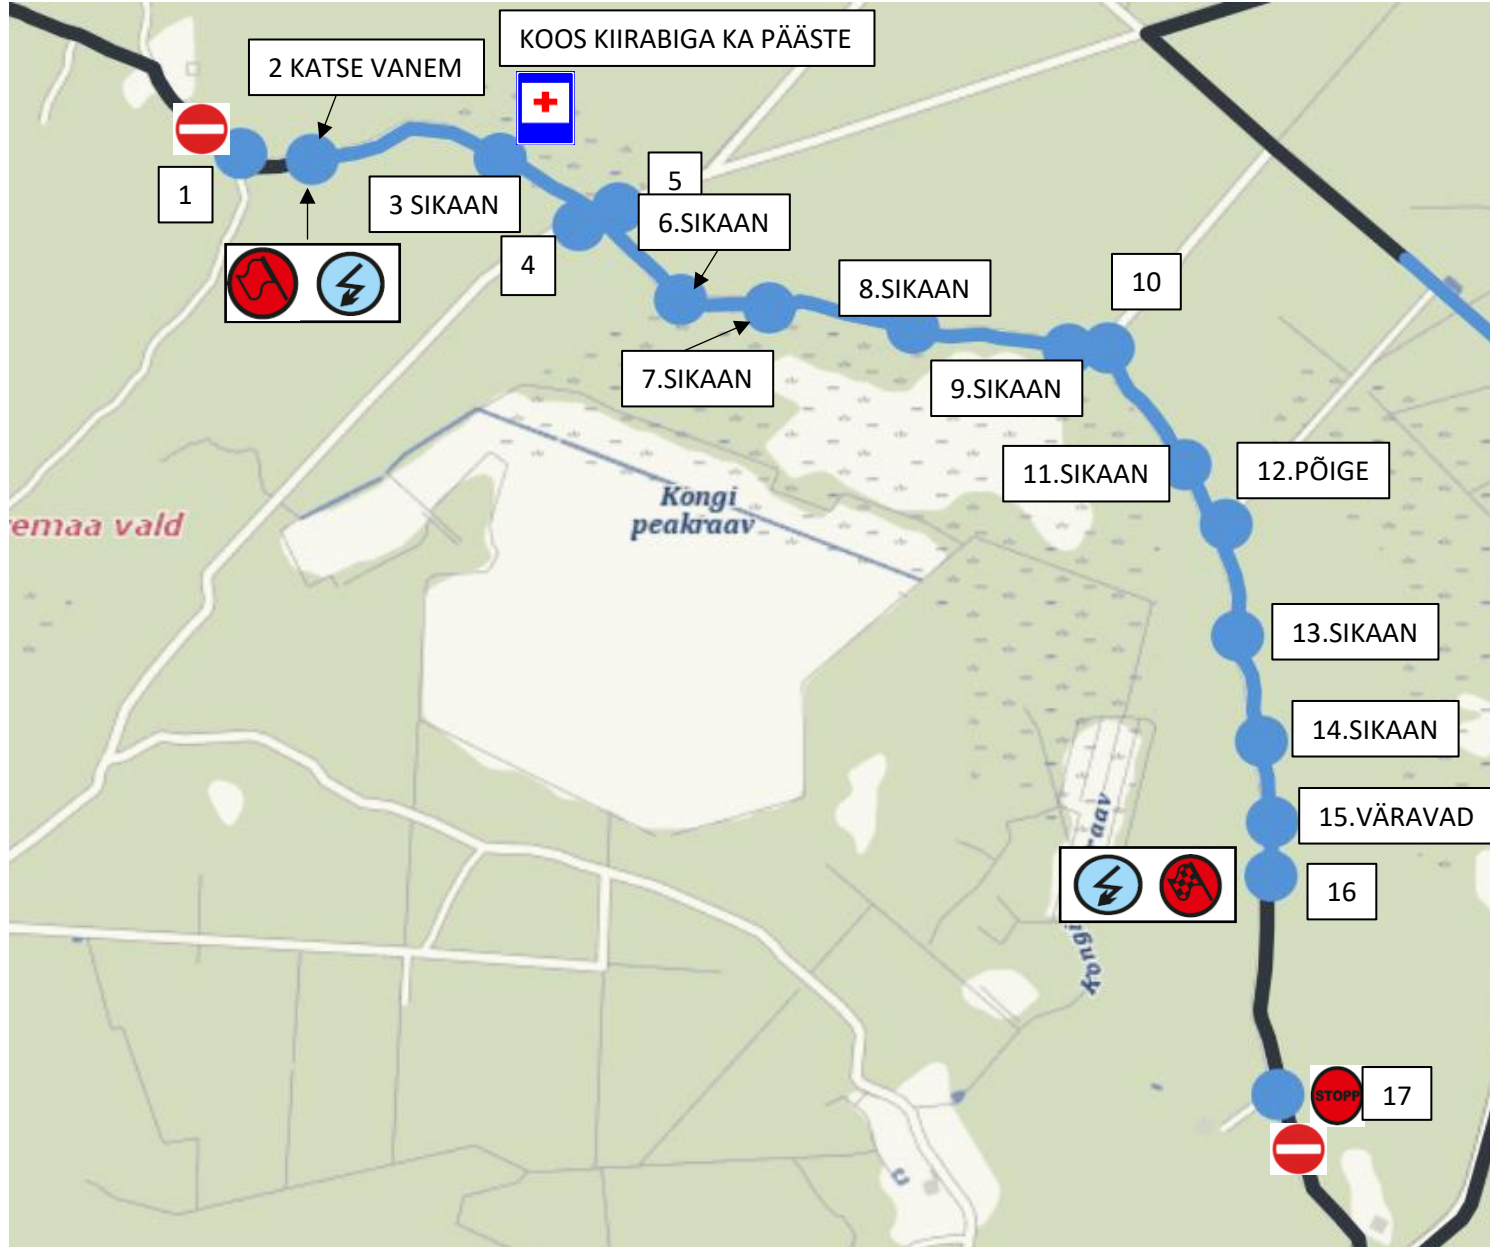 KOOS KIIRABIGA KA PÄÄSTE
2 KATSE VANEM
1
3 SIKAAN
4
5
6.SIKAAN
7.SIKAAN
8.SIKAAN
9.SIKAAN
10
11.SIKAAN
12.PÕIGE
emaa vald
Kongi
peakraav
13.SIKAAN
14.SIKAAN
15.VÄRAVAD
raav
Kongi
16
STOPP
17